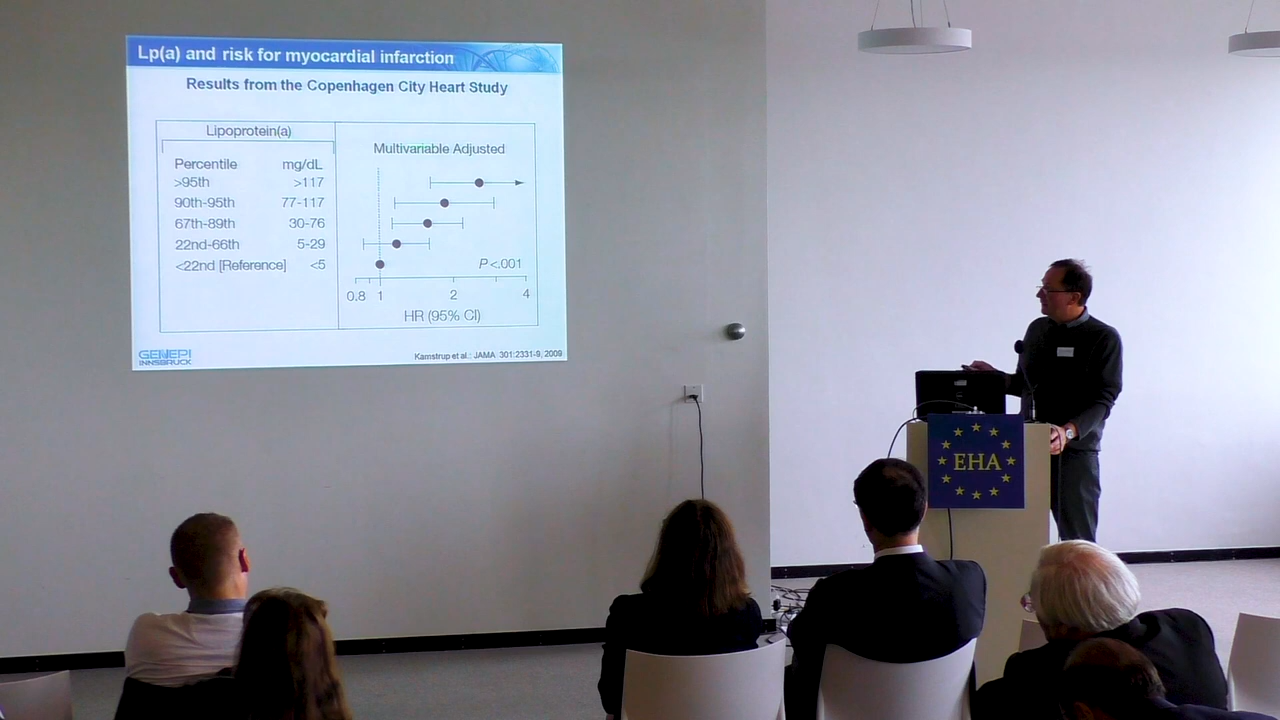 Lp(a) and risk for myocardial infarction
Results from the Copenhagen City Heart Study
Lipoprotein(a)
Multivariable Adjusted
Percentile mg/dL
>95th >117
90th-95th 77-117
67th-89th 30-76
22nd-66th 5-29
<22nd [Reference] <5
P<.001
0.8 1 2 4
HR (95% CI)
GENEPI
INNSBRUCK
Kamstrup et al.: JAMA 301:2331-9, 2009
EHA